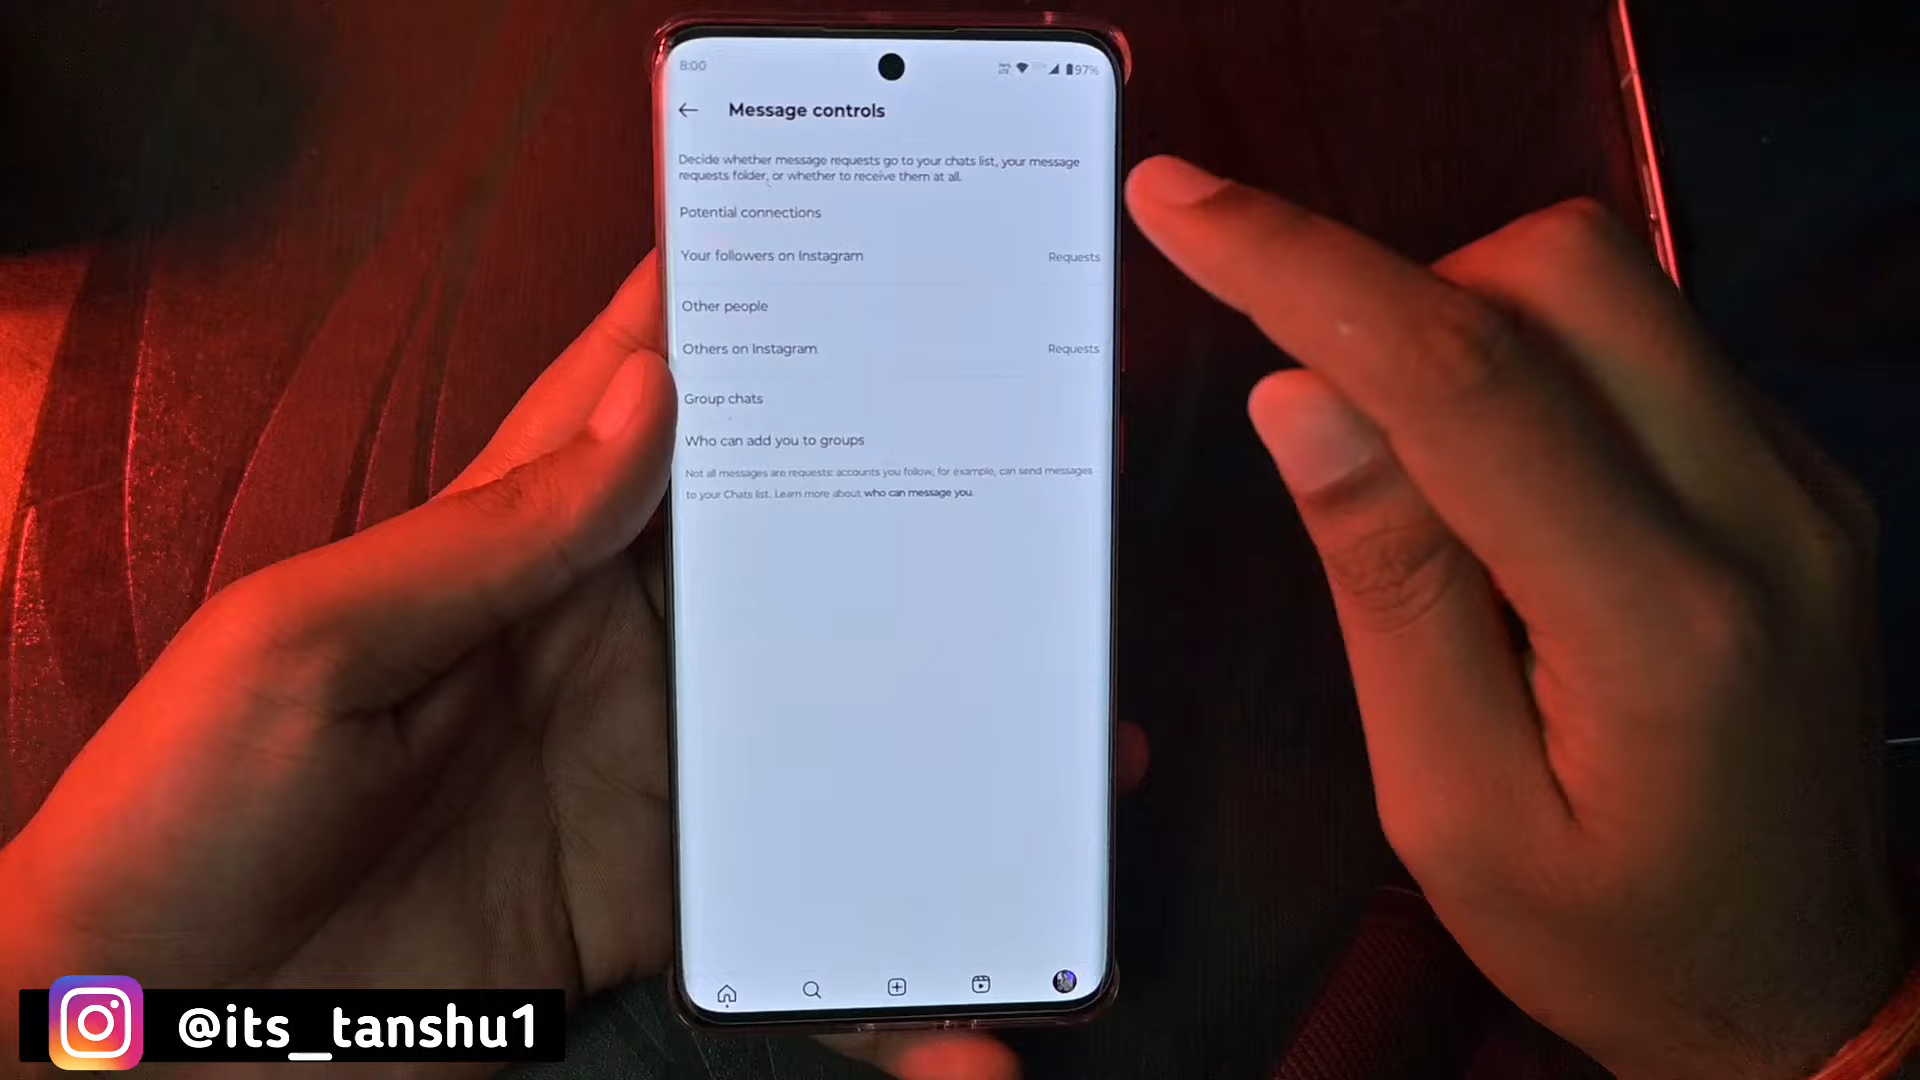 8:00
97%
Message controls
Decide whether message requests go to your chats list, your message
requests folder, or whether to receive them at all.
Potential connections
Your followers on Instagram Requests
Other people
Others on Instagram Requests
Group chats
Who can add you to groups
Not all messages are requests: accounts you follow, for example, can send messages
to your Chats list. Learn more about who can message you.
@its_tanshu1